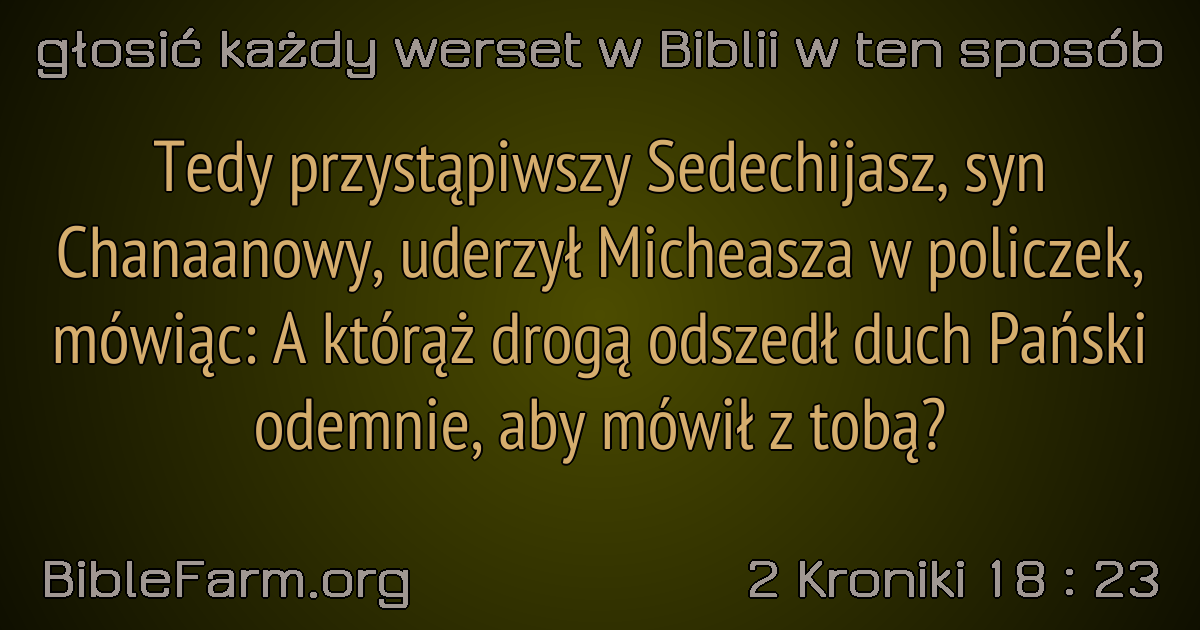 głosić każdy werset w Biblii w ten sposób
Tedy przystąpiwszy Sedechijasz, syn
Chanaanowy, uderzył Micheasza w policzek,
mówiąc: A którąż drogą odszedł duch Pański
odemnie, aby mówił z tobą?
BibleFarm.org
2 Kroniki 18 : 23